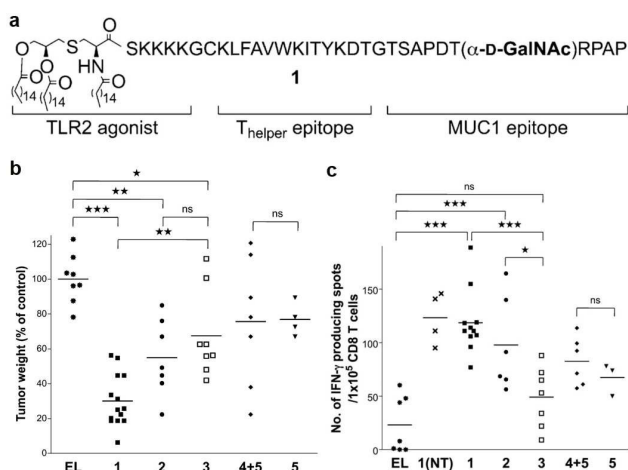 a
SKKKKGCKLFAVWKITYKDTGTSAPDT(α-D-GalNAc)RPAP
O S O
O O HN O
O O
( )14 ( )14 ( )14
1
TLR2 agonist Thelper epitope MUC1 epitope
b
★
★★ ns ns
★★★ ★★
Tumor weight (% of control)
120
100
80
60
40
20
0
EL 1 2 3 4+5 5
c
ns
★★★
★★★ ★★★
★
ns
No. of IFN-γ producing spots
/1x10⁵ CD8 T cells
200
150
100
50
0
EL 1(NT) 1 2 3 4+5 5